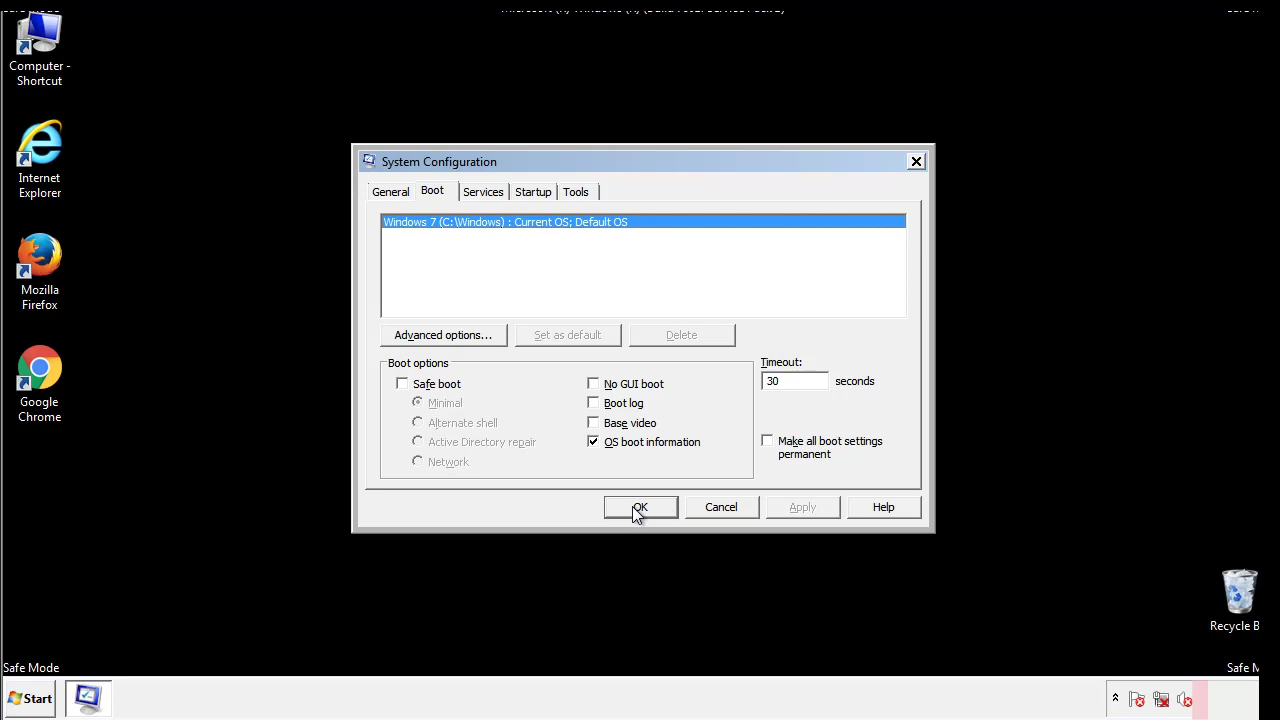 Computer -
Shortcut
Internet
Explorer
Mozilla
Firefox
Google
Chrome
System Configuration
General
Boot
Services
Startup
Tools
Windows 7 (C:\Windows) : Current OS; Default OS
Advanced options...
Set as default
Delete
Boot options
Safe boot
Minimal
Alternate shell
Active Directory repair
Network
No GUI boot
Boot log
Base video
OS boot information
Timeout:
30 seconds
Make all boot settings
permanent
OK
Cancel
Apply
Help
Recycle B
Safe Mode
Safe M
Start